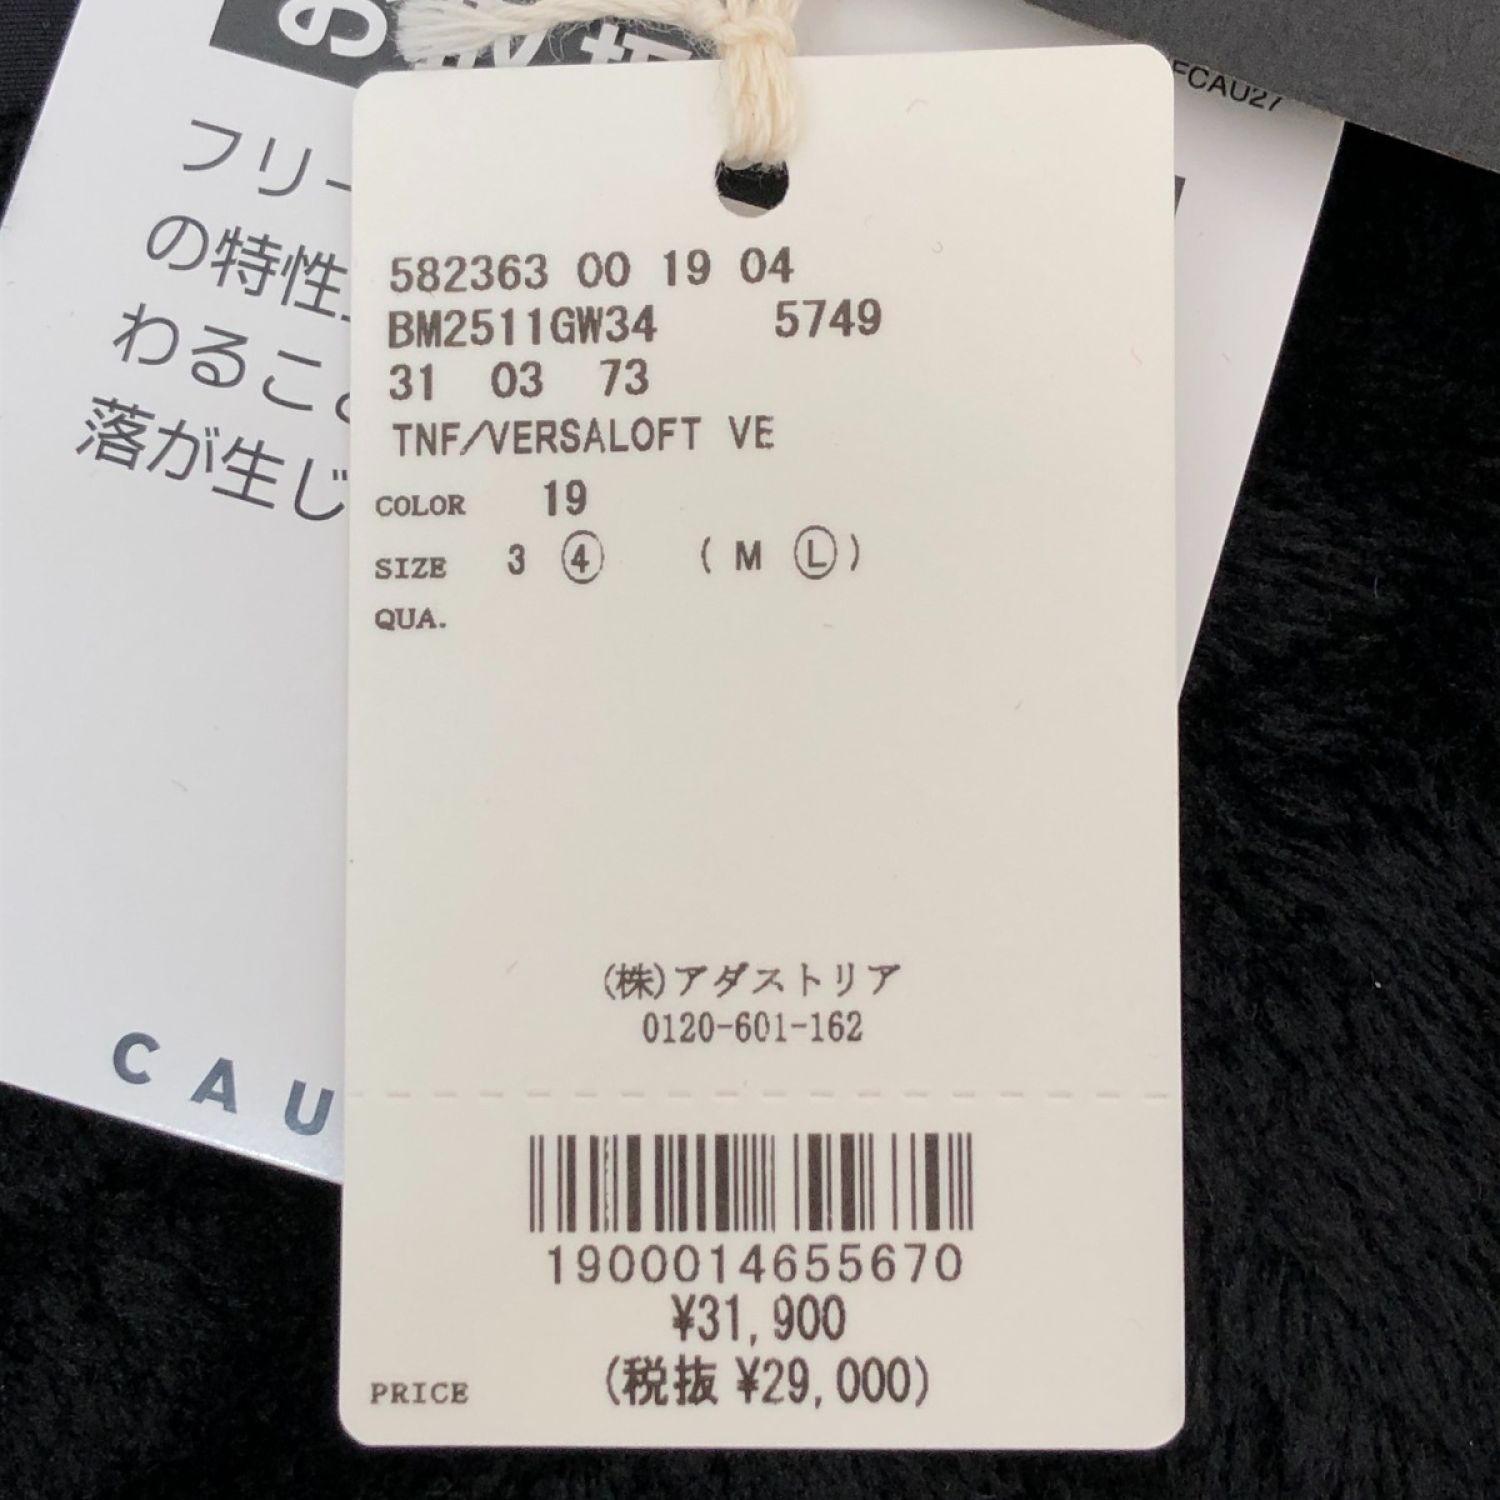 フリー
の特性
わるこ
落が生じ
CAU
FCAU27
582363 00 19 04
BM2511GW34 5749
31 03 73
TNF/VERSALOFT VE
COLOR 19
SIZE 3 ④ ( M Ⓛ )
QUA.
(株)アダストリア
0120-601-162
1900014655670
¥31,900
PRICE (税抜 ¥29,000)